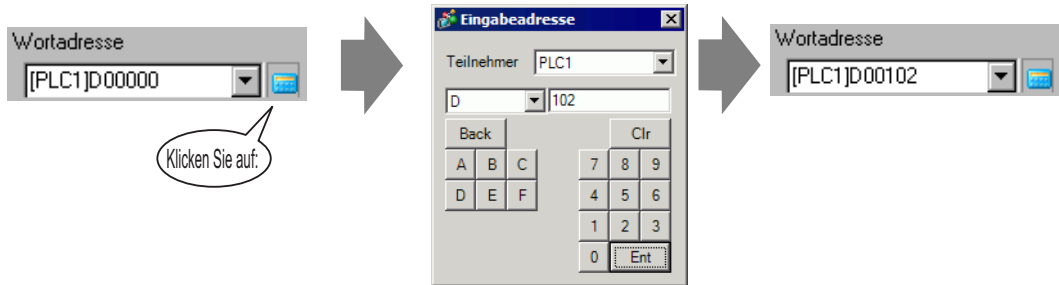 Wortadresse
[PLC1]D00000
Klicken Sie auf:
Eingabeadresse
Teilnehmer PLC1
D 102
Back Clr
A B C 7 8 9
D E F 4 5 6
1 2 3
0 Ent
Wortadresse
[PLC1]D00102